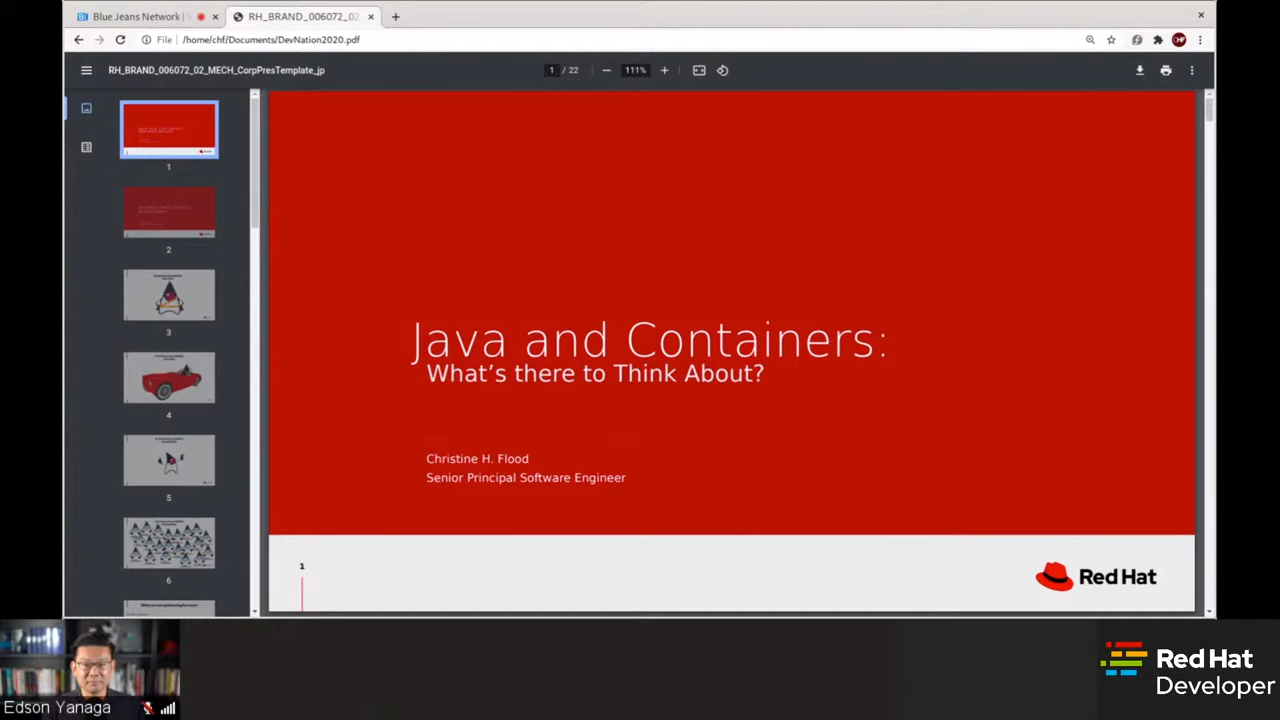 Blue Jeans Network |
RH_BRAND_006072_02
File
/home/chf/Documents/DevNation2020.pdf
CHF
RH_BRAND_006072_02_MECH_CorpPresTemplate_jp
1 / 22
111%
1
2
3
4
5
6
Java and Containers:
What's there to Think About?
Christine H. Flood
Senior Principal Software Engineer
1
Red Hat
Edson Yanaga
Red Hat
Developer